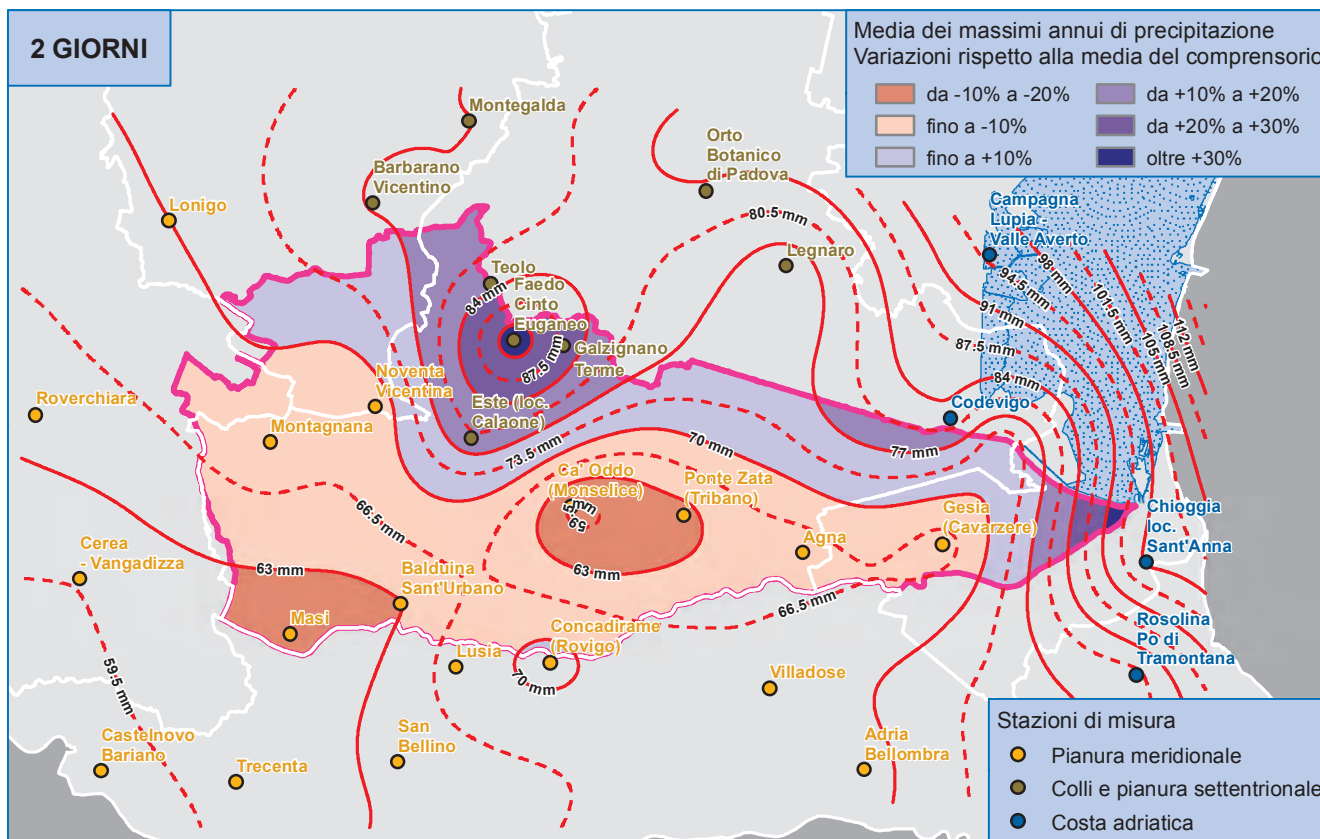 2 GIORNI
Media dei massimi annui di precipitazione
Variazioni rispetto alla media del comprensorio
da -10% a -20%
fino a -10%
fino a +10%
da +10% a +20%
da +20% a +30%
oltre +30%
Montegalda
Orto
Botanico
di Padova
Barbarano
Vicentino
Lonigo
80.5 mm
Campagna
Lupia -
Valle Averto
Legnaro
Teolo
Faedo
Cinto
Euganeo
84 mm
98 mm
94.5 mm
101.5 mm
91 mm
112 mm
108.5 mm
105 mm
87.5 mm
87.5 mm
Galzignano
Terme
84 mm
Noventa
Vicentina
Roverchiara
Este (loc.
Calaone)
Codevigo
Montagnana
73.5 mm
70 mm
77 mm
Ca' Oddo
(Monselice)
Ponte Zata
(Tribano)
59.5 mm
66.5 mm
Gesia
(Cavarzere)
Chioggia
loc.
Sant'Anna
Agna
Cerea
- Vangadizza
63 mm
Balduina
Sant'Urbano
63 mm
66.5 mm
Masi
Concadirame
(Rovigo)
Rosolina
Po di
Tramontana
Lusia
70 mm
59.5 mm
Villadose
Castelnovo
Bariano
Trecenta
San
Bellino
Adria
Bellombra
Stazioni di misura
Pianura meridionale
Colli e pianura settentrionale
Costa adriatica